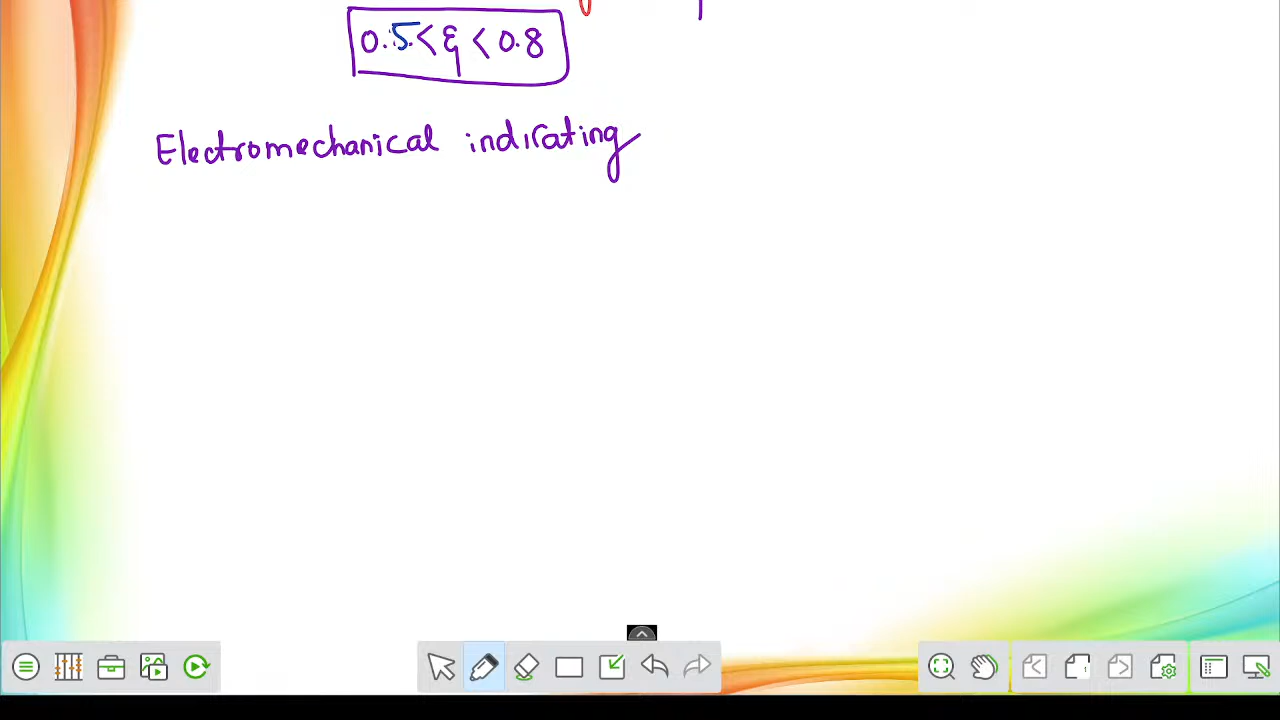 0.5 < ξ < 0.8
Electromechanical indicating